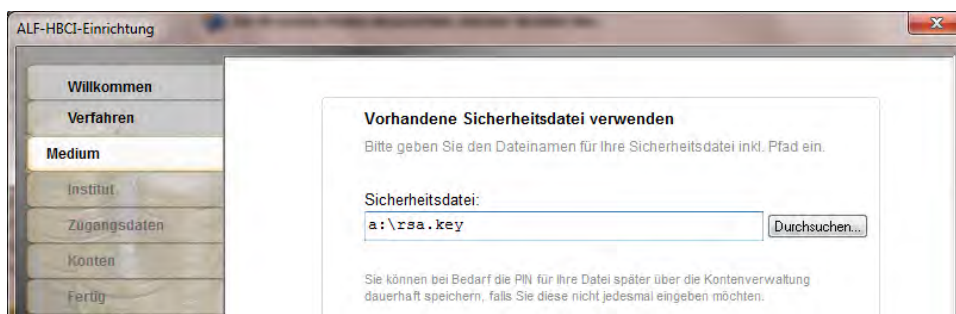 ALF-HBCI-Einrichtung
Willkommen
Verfahren
Medium
Institut
Zugangsdaten
Konten
Fertig
Vorhandene Sicherheitsdatei verwenden
Bitte geben Sie den Dateinamen für Ihre Sicherheitsdatei inkl. Pfad ein.
Sicherheitsdatei:
a:\rsa.key
Durchsuchen...
Sie können bei Bedarf die PIN für Ihre Datei später über die Kontenverwaltung
dauerhaft speichern, falls Sie diese nicht jedesmal eingeben möchten.